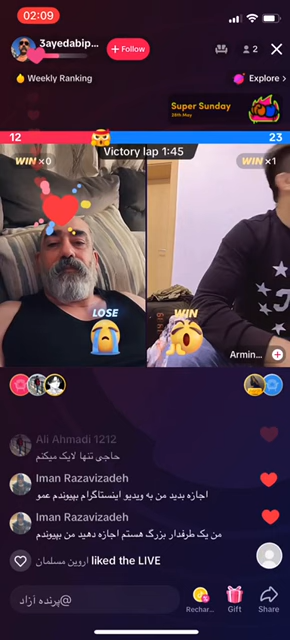 02:09
3ayedabip...
+ Follow
2
Weekly Ranking
Explore >
Super Sunday
26th May
12
23
WIN ×0
Victory lap 1:45
WIN ×1
LOSE
WIN
Armin...
Ali Ahmadi 1212
حاجی تنها لایک میکنم
Iman Razavizadeh
اجازه بدید من به ویدیو اینستاگرام بپیوندم عمو
Iman Razavizadeh
من یک طرفدار بزرگ هستم اجازه دهید من بپیوندم
اروین مسلمان liked the LIVE
@پرنده آزاد
Rechar...
Gift
Share